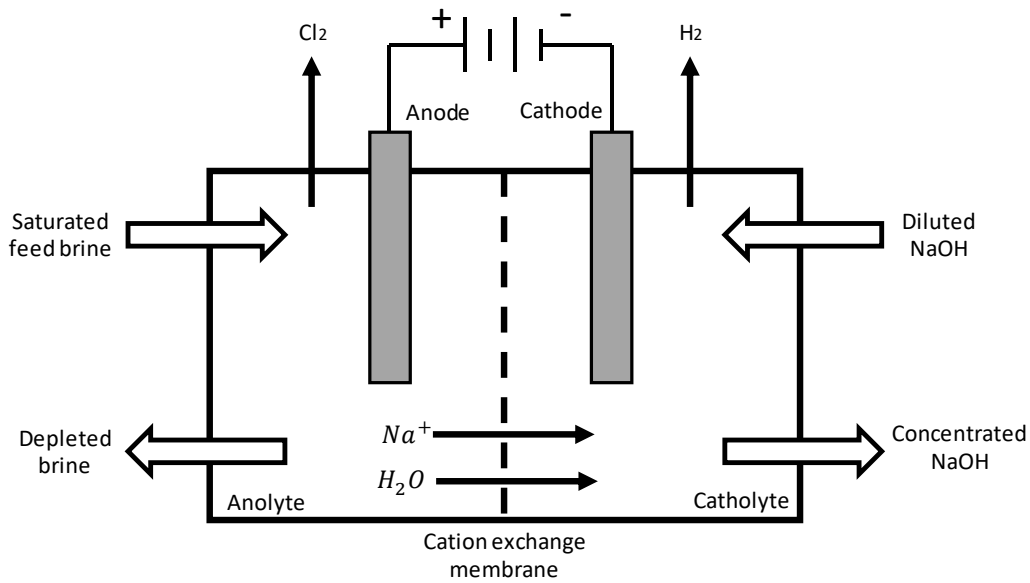 Cl2
+
-
H2
Anode
Cathode
Saturated
feed brine
Diluted
NaOH
Depleted
brine
Na⁺
H₂O
Concentrated
NaOH
Anolyte
Catholyte
Cation exchange
membrane